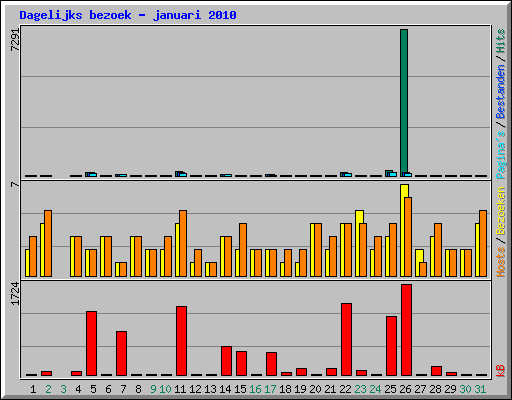 Dagelijks bezoek - januari 2010
7291
7
1724
Pagina's / Bestanden / Hits
Hosts / Bezoeken
kB
1 2 3 4 5 6 7 8 9 10 11 12 13 14 15 16 17 18 19 20 21 22 23 24 25 26 27 28 29 30 31